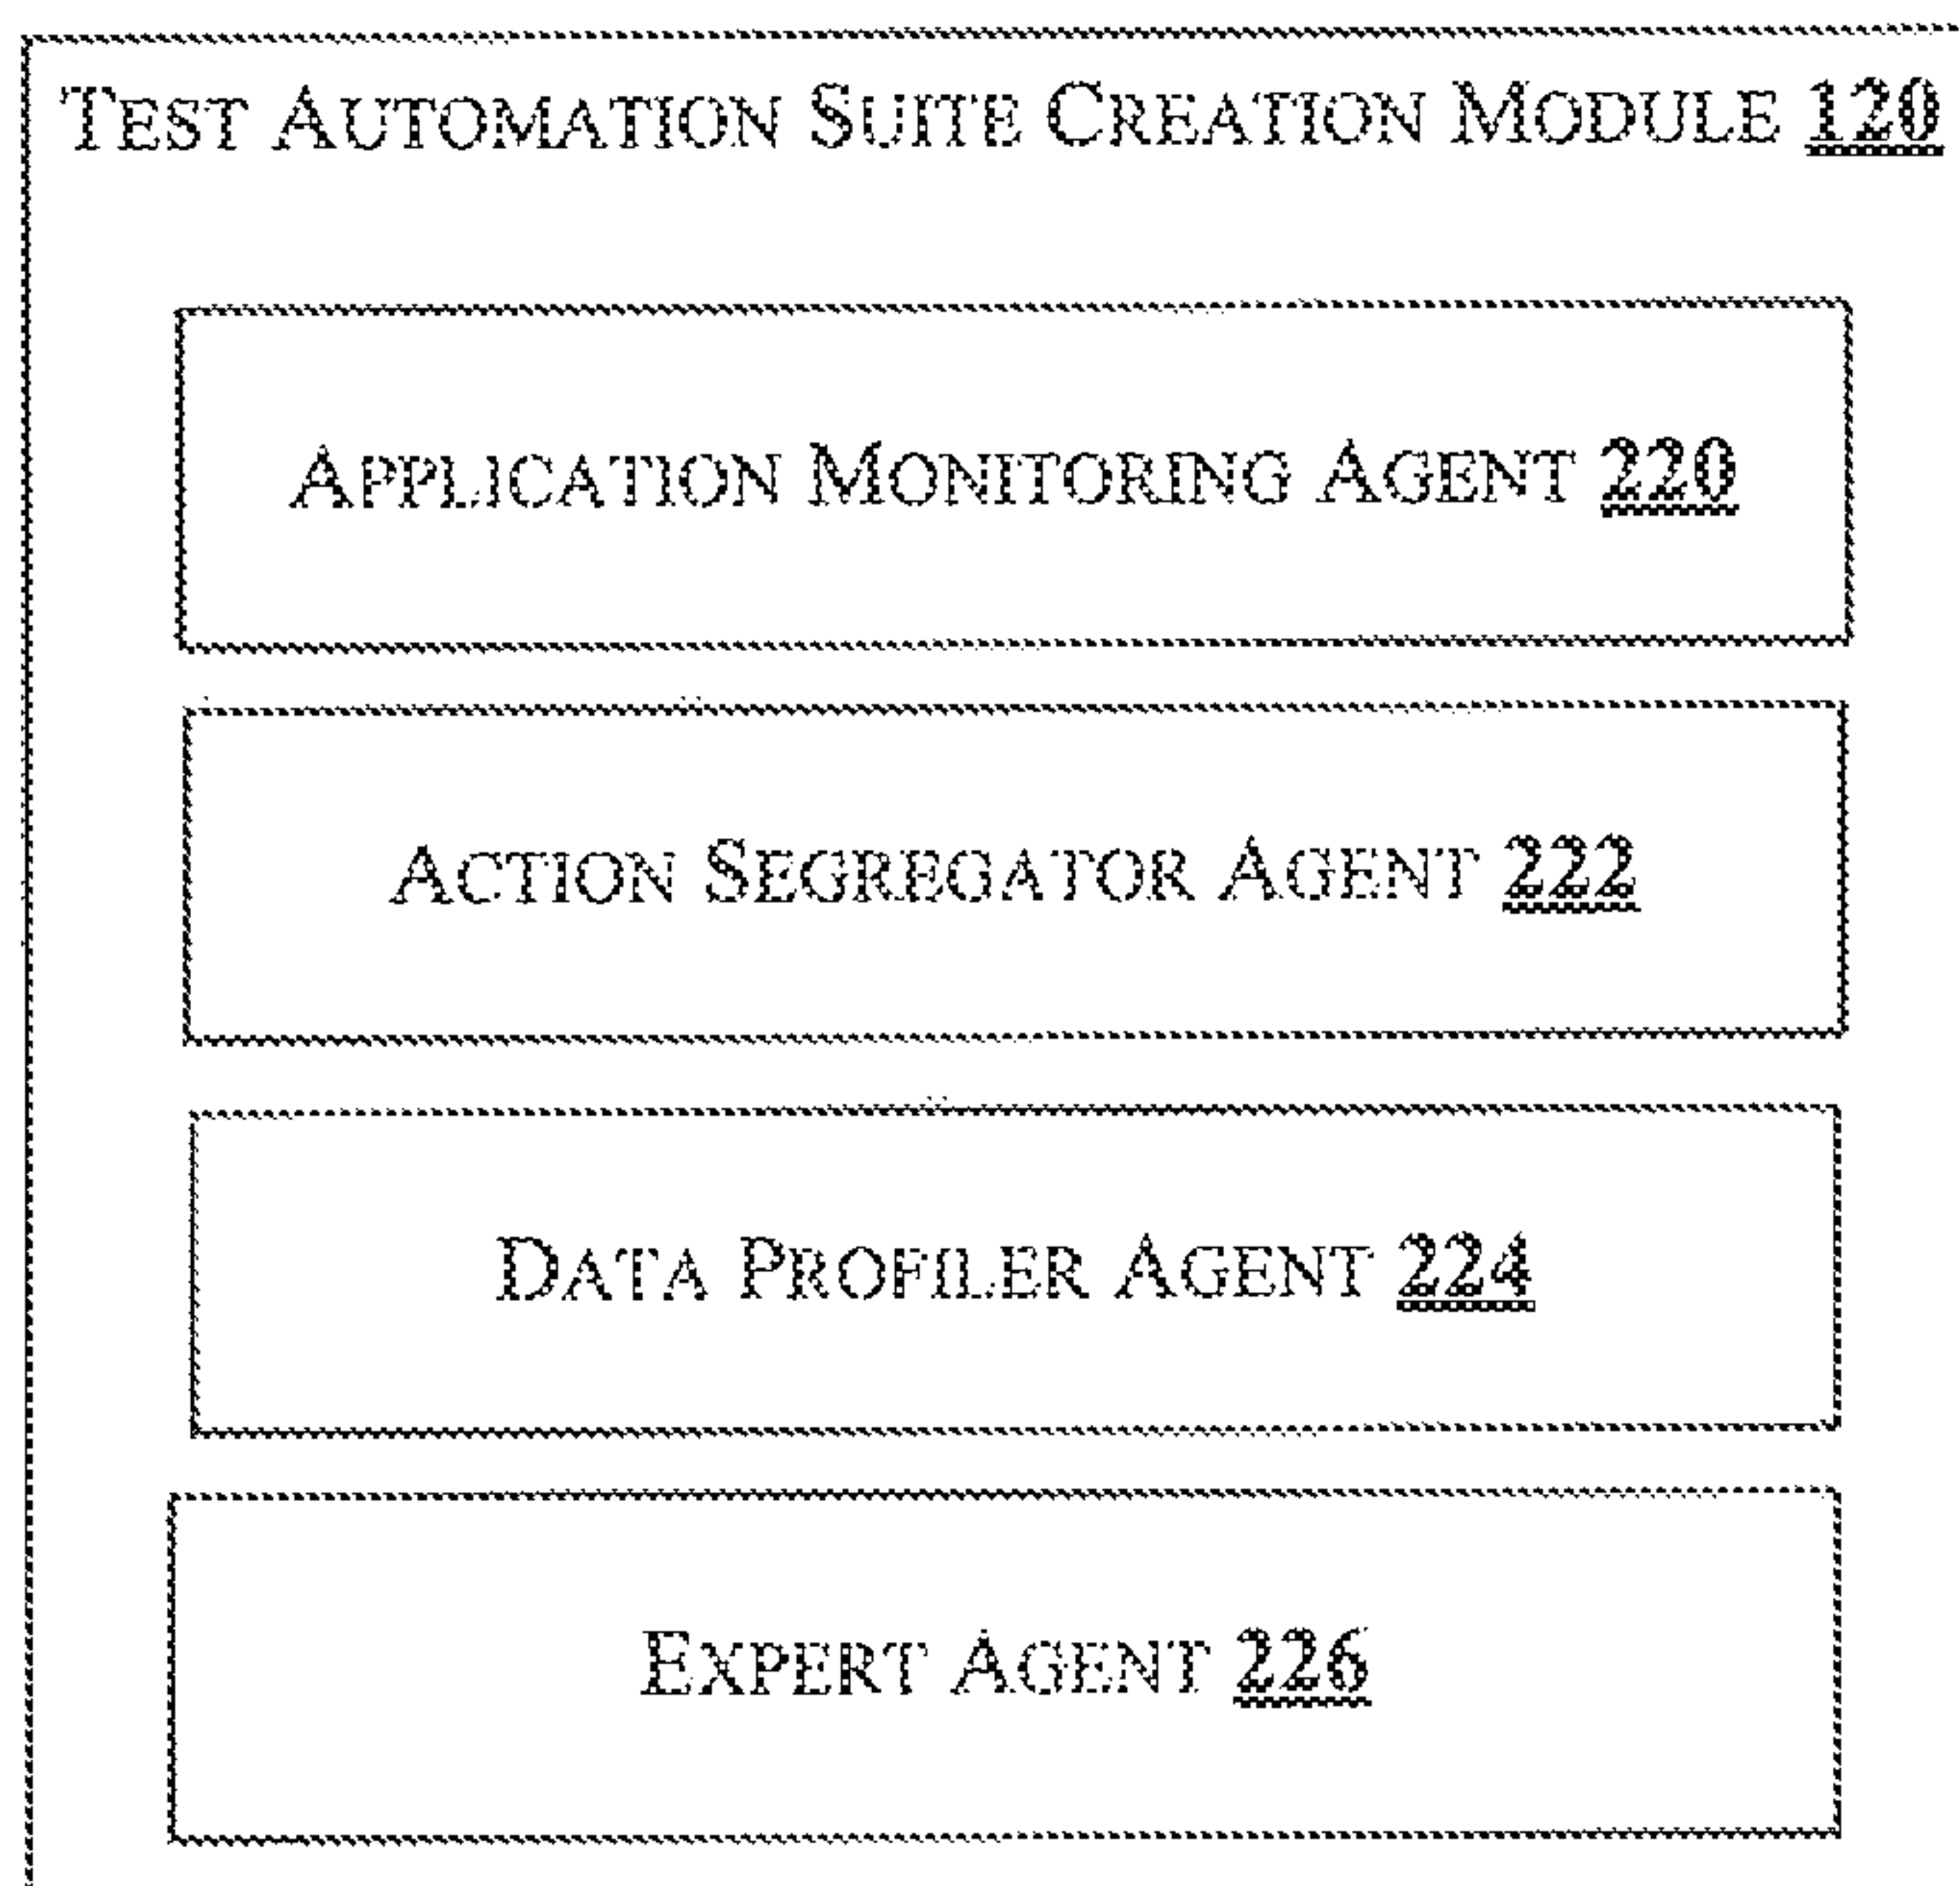 TEST AUTOMATION SUITE CREATION MODULE 120
APPLICATION MONITORING AGENT 220
ACTION SEGREGATOR AGENT 222
DATA PROFILER AGENT 224
EXPERT AGENT 226